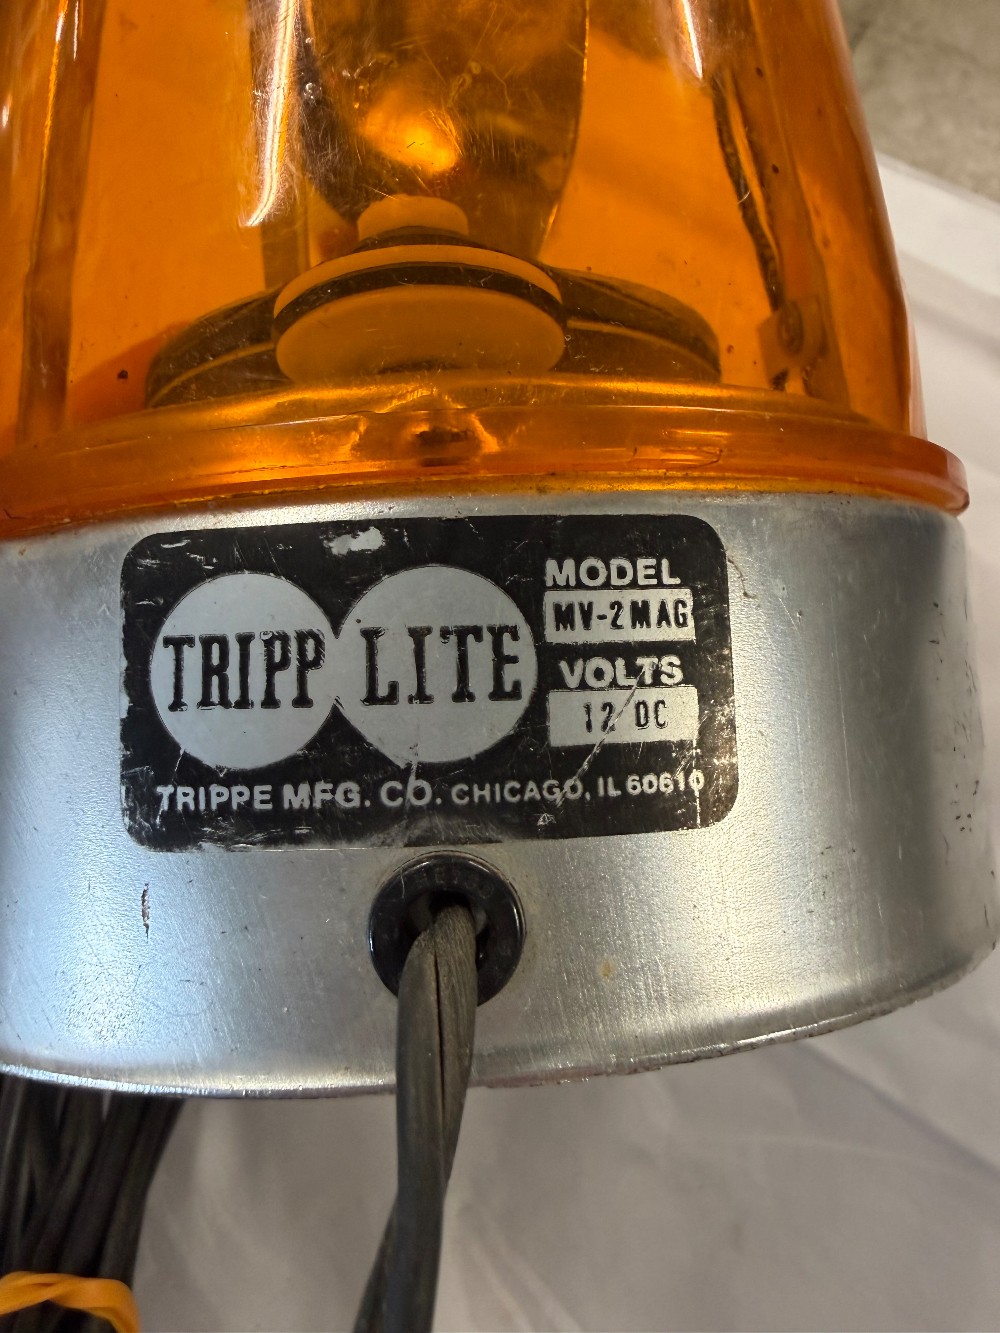 TRIPP LITE
MODEL
MV-2MAG
VOLTS
12 DC
TRIPPE MFG. CO. CHICAGO, IL 60610